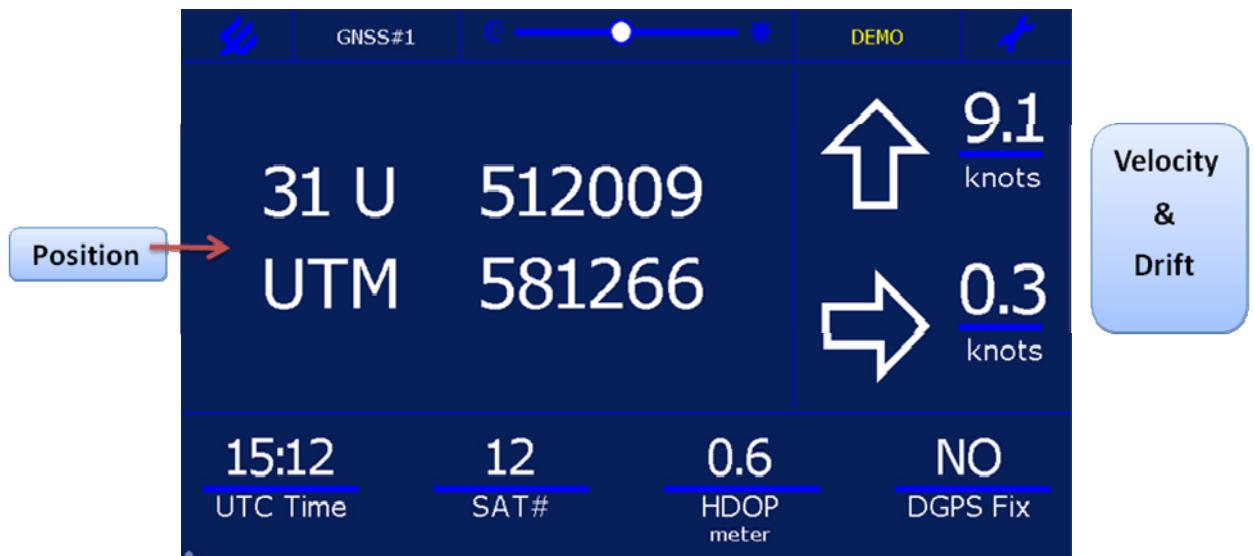 GNSS#1
DEMO
Position
31 U 512009
UTM 581266
9.1
knots
0.3
knots
Velocity
&
Drift
15:12
UTC Time
12
SAT#
0.6
HDOP
meter
NO
DGPS Fix